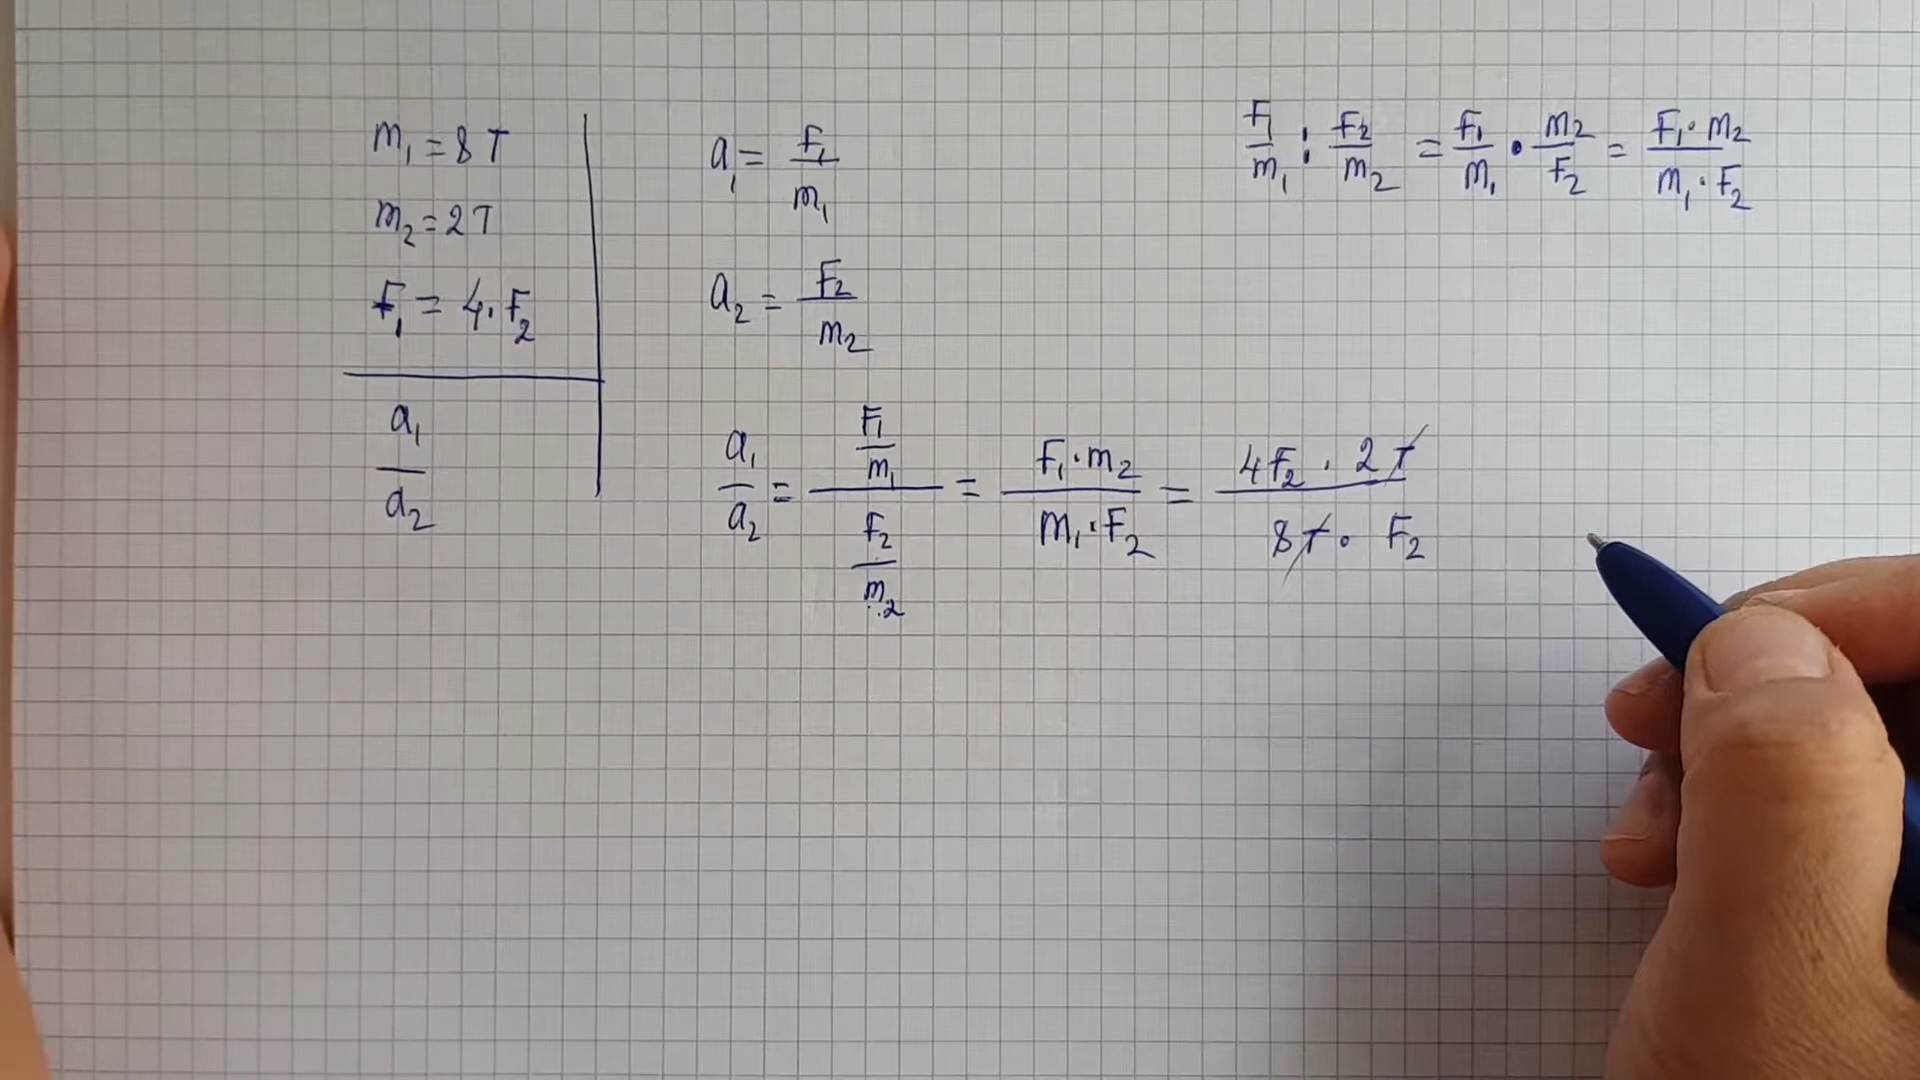 m₁ = 8 T
m₂ = 2 T
F₁ = 4 · F₂
a₁/a₂
a₁ = F₁/m₁
a₂ = F₂/m₂
F₁/m₁ : F₂/m₂ = F₁/m₁ · m₂/F₂ = F₁ · m₂/m₁ · F₂
a₁/a₂ = F₁/m₁/F₂/m₂ = F₁ · m₂/m₁ · F₂ = 4F₂ · 2T/8T · F₂